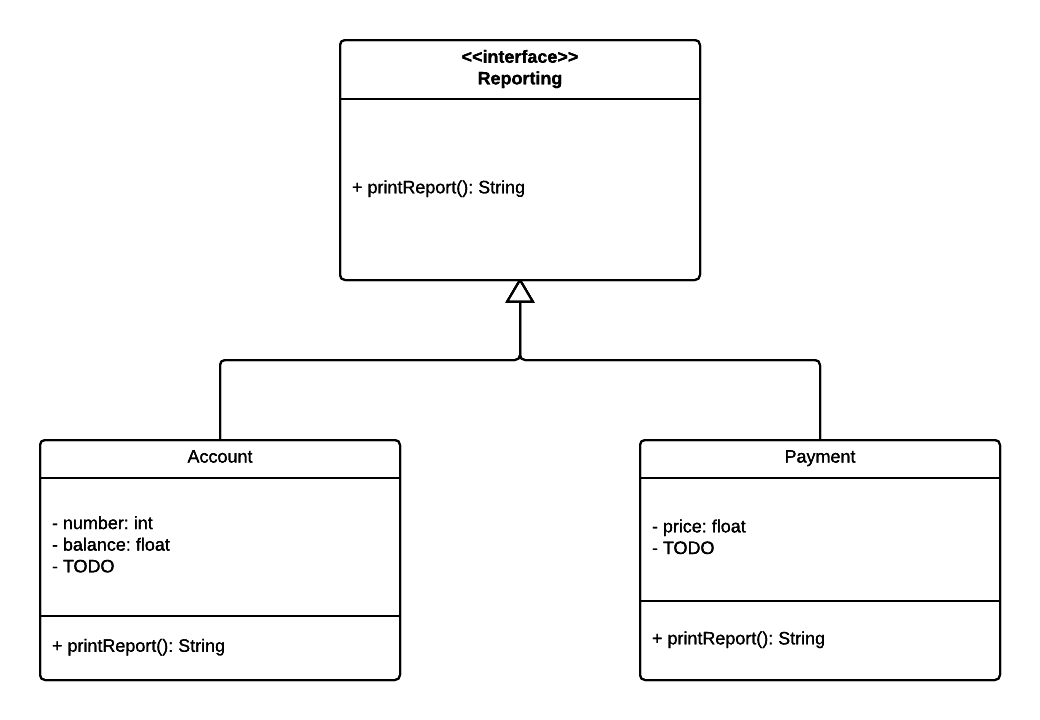 <<interface>>
Reporting
+ printReport(): String
Account
- number: int
- balance: float
- TODO
+ printReport(): String
Payment
- price: float
- TODO
+ printReport(): String